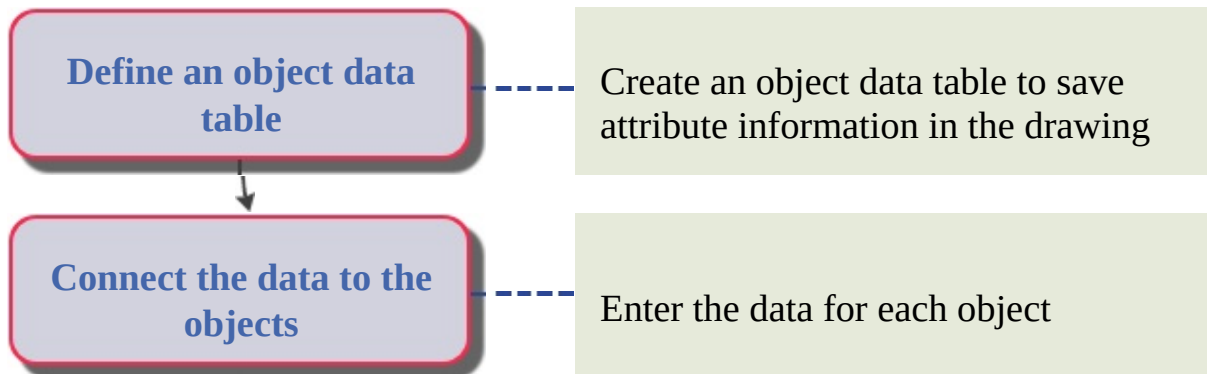 Define an object data
table
Create an object data table to save
attribute information in the drawing
Connect the data to the
objects
Enter the data for each object